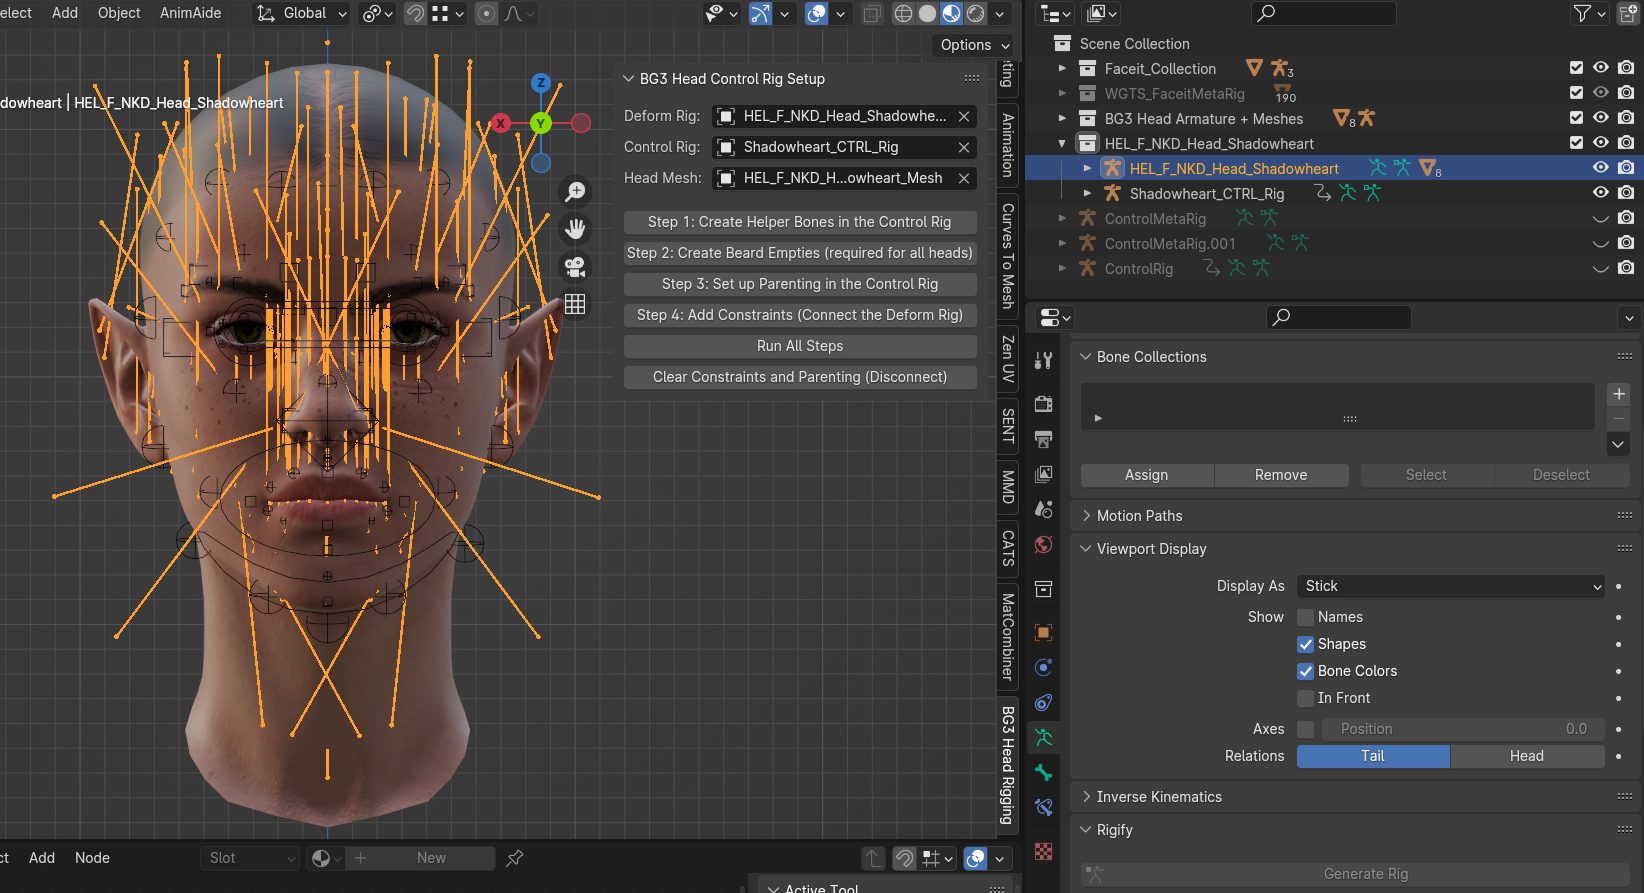 elect Add Object AnimAide Global
Options
dowheart | HEL_F_NKD_Head_Shadowheart
Z
X
Y
BG3 Head Control Rig Setup
Deform Rig: HEL_F_NKD_Head_Shadowhe...
Control Rig: Shadowheart_CTRL_Rig
Head Mesh: HEL_F_NKD_H...owheart_Mesh
Step 1: Create Helper Bones in the Control Rig
Step 2: Create Beard Empties (required for all heads)
Step 3: Set up Parenting in the Control Rig
Step 4: Add Constraints (Connect the Deform Rig)
Run All Steps
Clear Constraints and Parenting (Disconnect)
ting
Animation
Curves To Mesh
Zen UV
SENT
MMD
CATS
MatCombiner
BG3 Head Rigging
ct Add Node Slot New
Active Tool
Scene Collection
Faceit_Collection 3
WGTS_FaceitMetaRig 190
BG3 Head Armature + Meshes 8
HEL_F_NKD_Head_Shadowheart
HEL_F_NKD_Head_Shadowheart 8
Shadowheart_CTRL_Rig
ControlMetaRig
ControlMetaRig.001
ControlRig
Bone Collections
Assign Remove Select Deselect
Motion Paths
Viewport Display
Display As Stick
Show Names
Shapes
Bone Colors
In Front
Axes Position 0.0
Relations Tail Head
Inverse Kinematics
Rigify
Generate Rig